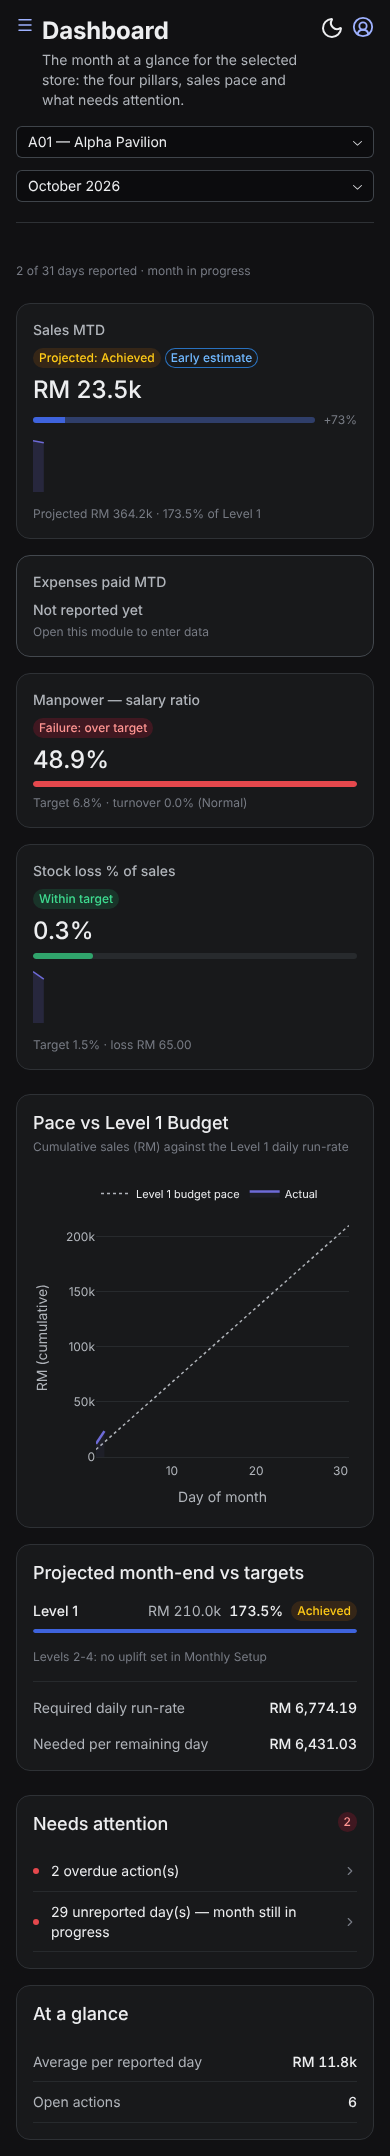 Dashboard
The month at a glance for the selected
store: the four pillars, sales pace and
what needs attention.
A01 — Alpha Pavilion
October 2026
2 of 31 days reported · month in progress
Sales MTD
Projected: Achieved
Early estimate
RM 23.5k
+73%
Projected RM 364.2k · 173.5% of Level 1
Expenses paid MTD
Not reported yet
Open this module to enter data
Manpower — salary ratio
Failure: over target
48.9%
Target 6.8% · turnover 0.0% (Normal)
Stock loss % of sales
Within target
0.3%
Target 1.5% · loss RM 65.00
Pace vs Level 1 Budget
Cumulative sales (RM) against the Level 1 daily run-rate
Level 1 budget pace
Actual
200k
150k
100k
50k
0
RM (cumulative)
10 20 30
Day of month
Projected month-end vs targets
Level 1 RM 210.0k 173.5% Achieved
Levels 2-4: no uplift set in Monthly Setup
Required daily run-rate RM 6,774.19
Needed per remaining day RM 6,431.03
Needs attention 2
2 overdue action(s)
29 unreported day(s) — month still in
progress
At a glance
Average per reported day RM 11.8k
Open actions 6